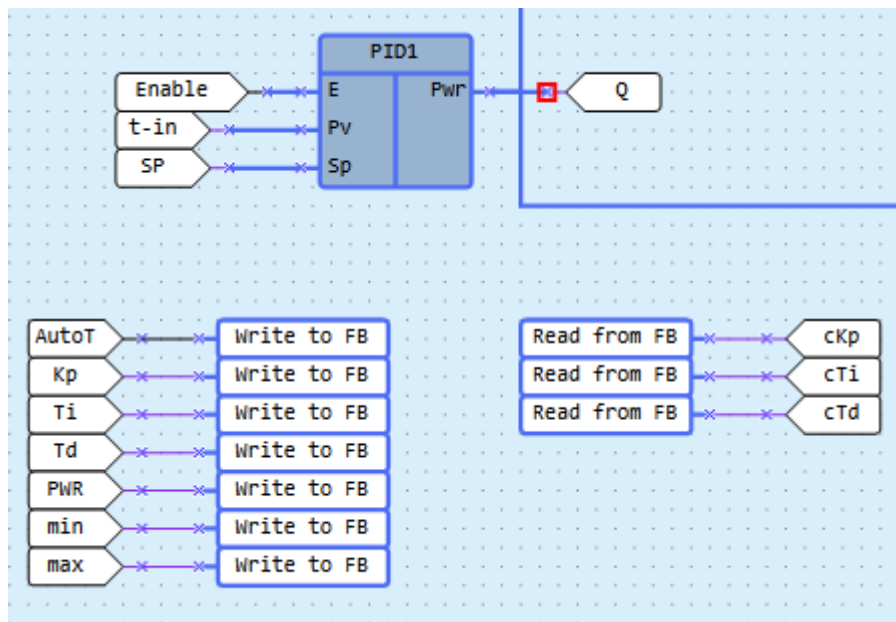 PID1
Enable E Pwr Q
t-in Pv
SP Sp
AutoT Write to FB Read from FB cKp
Kp Write to FB Read from FB cTi
Ti Write to FB Read from FB cTd
Td Write to FB
PWR Write to FB
min Write to FB
max Write to FB